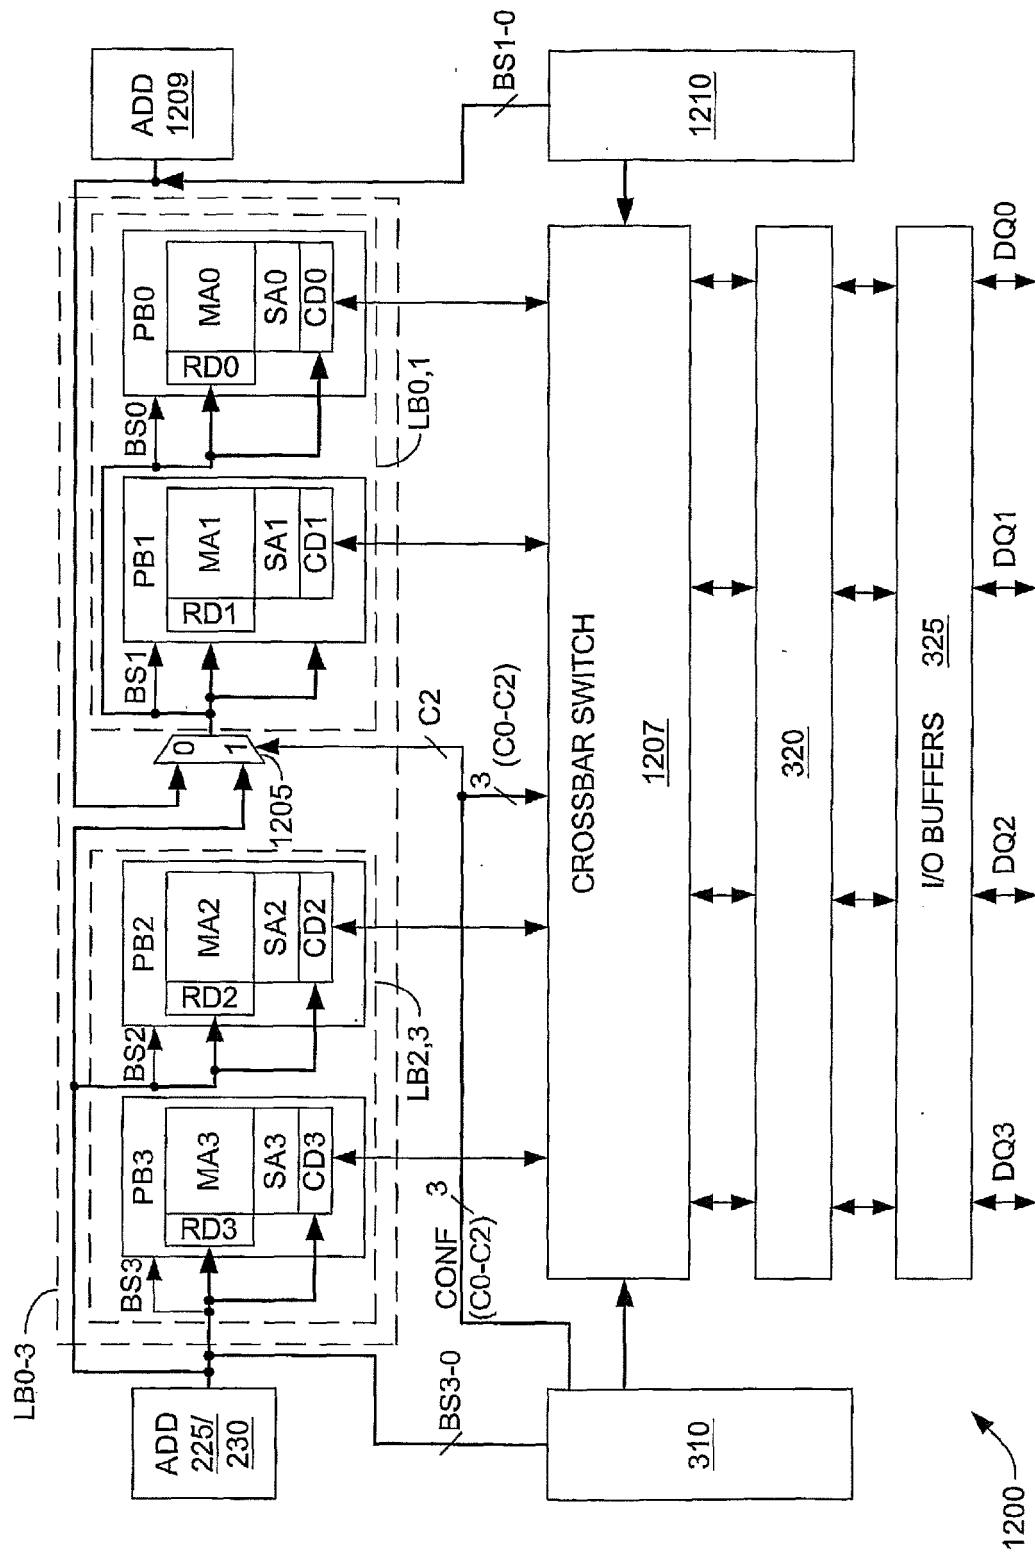 LB0-3
ADD
225/
230
BS3
PB3
RD3
MA3
SA3
CD3
BS2
PB2
RD2
MA2
SA2
CD2
LB2,3
0
1
1205
BS1
PB1
RD1
MA1
SA1
CD1
BS0
PB0
RD0
MA0
SA0
CD0
LB0,1
ADD
1209
BS3-0
CONF
3
(C0-C2)
C2
3
(C0-C2)
BS1-0
310
CROSSBAR SWITCH
1207
1210
320
I/O BUFFERS
325
DQ3
DQ2
DQ1
DQ0
1200